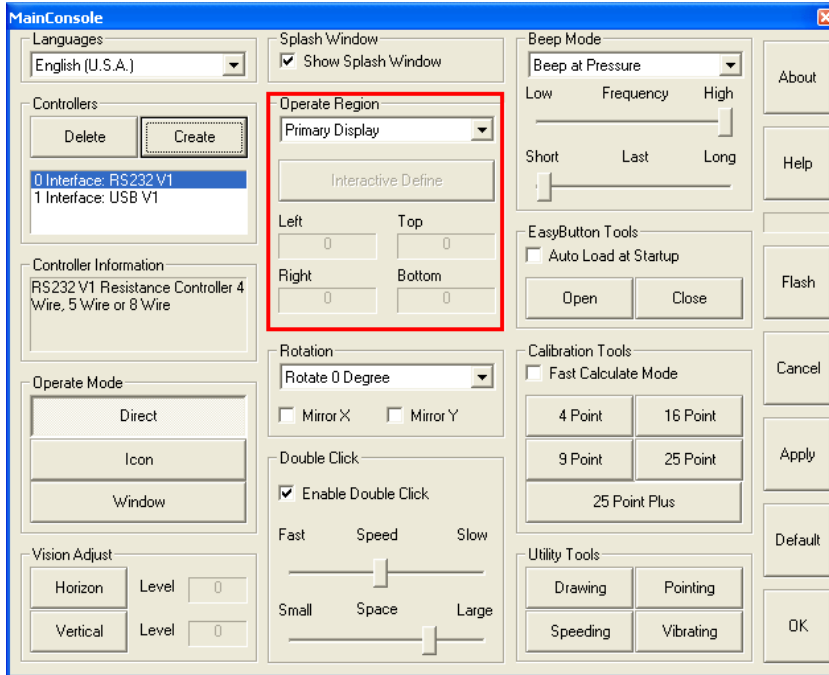 MainConsole
Languages
English (U.S.A.)
Controllers
Delete Create
0 Interface: RS232 V1
1 Interface: USB V1
Controller Information
RS232 V1 Resistance Controller 4
Wire, 5 Wire or 8 Wire
Operate Mode
Direct
Icon
Window
Vision Adjust
Horizon Level 0
Vertical Level 0
Splash Window
Show Splash Window
Operate Region
Primary Display
Interactive Define
Left Top
0 0
Right Bottom
0 0
Rotation
Rotate 0 Degree
Mirror X Mirror Y
Double Click
Enable Double Click
Fast Speed Slow
Small Space Large
Beep Mode
Beep at Pressure
Low Frequency High
Short Last Long
EasyButton Tools
Auto Load at Startup
Open Close
Calibration Tools
Fast Calculate Mode
4 Point 16 Point
9 Point 25 Point
25 Point Plus
Utility Tools
Drawing Pointing
Speeding Vibrating
About
Help
Flash
Cancel
Apply
Default
OK